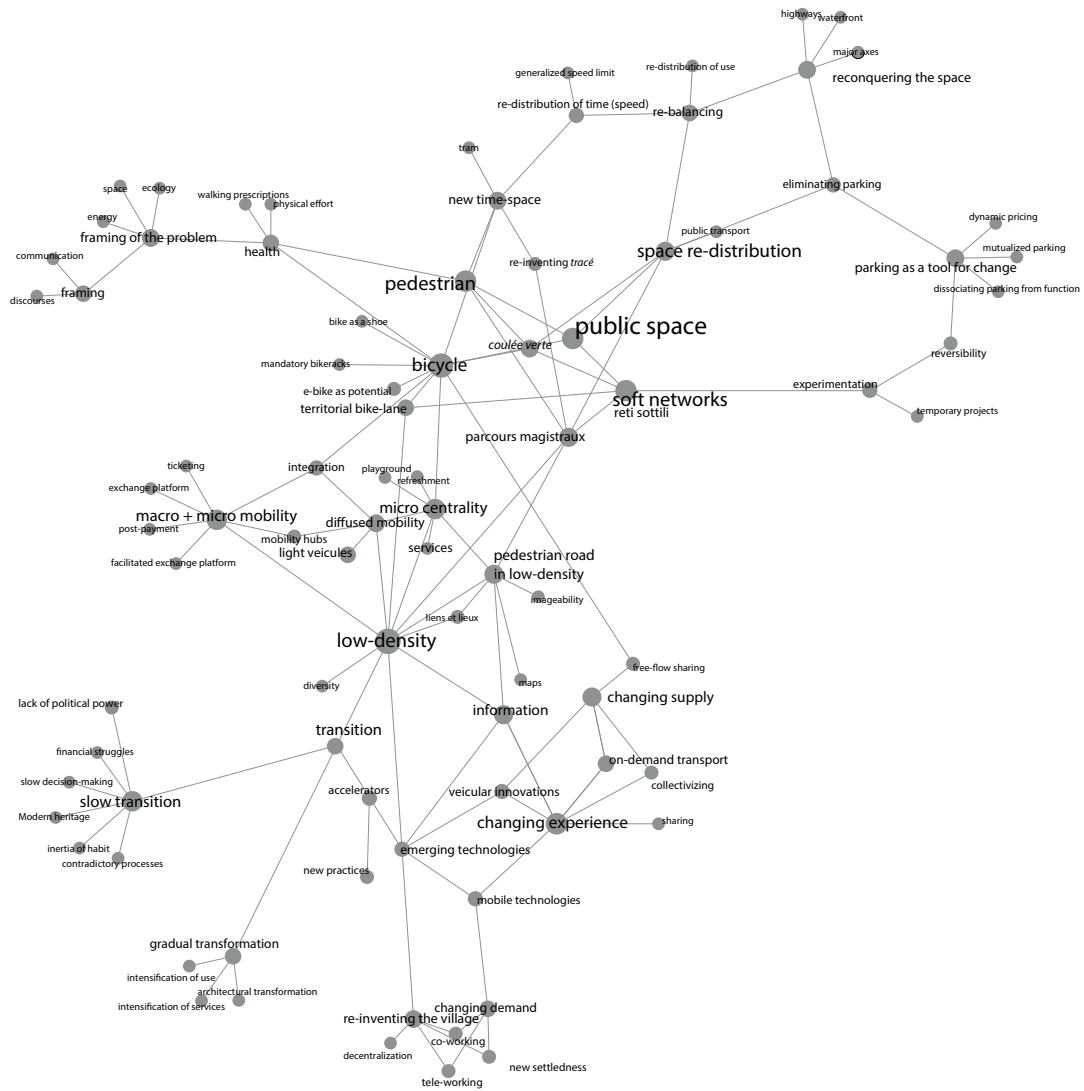 highways
waterfront
major axes
reconquering the space
generalized speed limit
re-distribution of use
re-distribution of time (speed)
re-balancing
tram
new time-space
eliminating parking
space
ecology
energy
framing of the problem
communication
discourses
framing
walking prescriptions
physical effort
health
public transport
space re-distribution
dynamic pricing
mutualized parking
parking as a tool for change
dissociating parking from function
re-inventing tracé
pedestrian
public space
bike as a shoe
coulée verte
reversibility
mandatory bikeracks
bicycle
e-bike as potential
territorial bike-lane
experimentation
soft networks
reti sottili
temporary projects
parcours magistraux
ticketing
integration
playground
refreshment
exchange platform
micro centrality
macro + micro mobility
diffused mobility
post-payment
mobility hubs
light veicules
services
facilitated exchange platform
pedestrian road
in low-density
imageability
liens et lieux
low-density
free-flow sharing
diversity
maps
changing supply
lack of political power
information
transition
financial struggles
on-demand transport
slow decision-making
collectivizing
accelerators
veicular innovations
slow transition
Modern heritage
changing experience
sharing
inertia of habit
contradictory processes
emerging technologies
new practices
mobile technologies
gradual transformation
intensification of use
architectural transformation
intensification of services
changing demand
re-inventing the village
co-working
decentralization
new settledness
tele-working